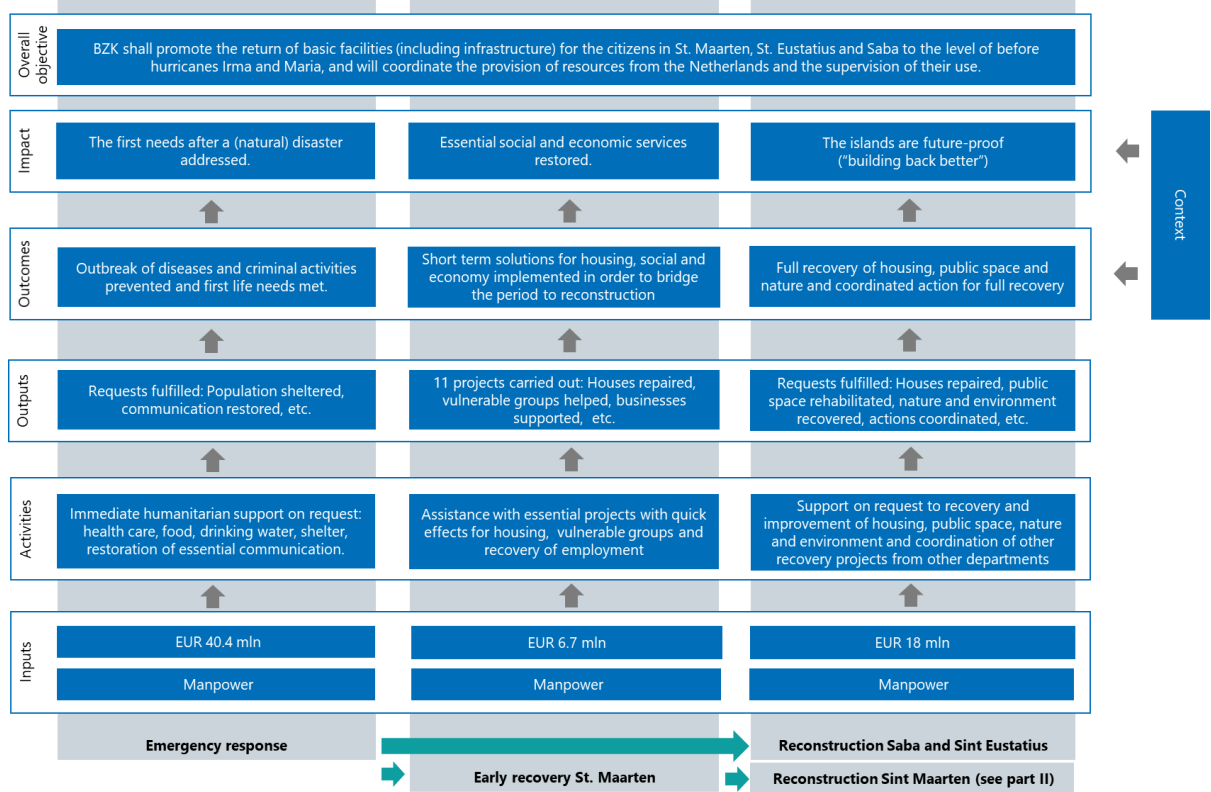 Overall
objective
BZK shall promote the return of basic facilities (including infrastructure) for the citizens in St. Maarten, St. Eustatius and Saba to the level of before
hurricanes Irma and Maria, and will coordinate the provision of resources from the Netherlands and the supervision of their use.
Impact
The first needs after a (natural) disaster
addressed.
Essential social and economic services
restored.
The islands are future-proof
(“building back better”)
Context
Outcomes
Outbreak of diseases and criminal activities
prevented and first life needs met.
Short term solutions for housing, social and
economy implemented in order to bridge
the period to reconstruction
Full recovery of housing, public space and
nature and coordinated action for full recovery
Outputs
Requests fulfilled: Population sheltered,
communication restored, etc.
11 projects carried out: Houses repaired,
vulnerable groups helped, businesses
supported, etc.
Requests fulfilled: Houses repaired, public
space rehabilitated, nature and environment
recovered, actions coordinated, etc.
Activities
Immediate humanitarian support on request:
health care, food, drinking water, shelter,
restoration of essential communication.
Assistance with essential projects with quick
effects for housing, vulnerable groups and
recovery of employment
Support on request to recovery and
improvement of housing, public space, nature
and environment and coordination of other
recovery projects from other departments
Inputs
EUR 40.4 mln
EUR 6.7 mln
EUR 18 mln
Manpower
Manpower
Manpower
Emergency response
Reconstruction Saba and Sint Eustatius
Early recovery St. Maarten
Reconstruction Sint Maarten (see part II)